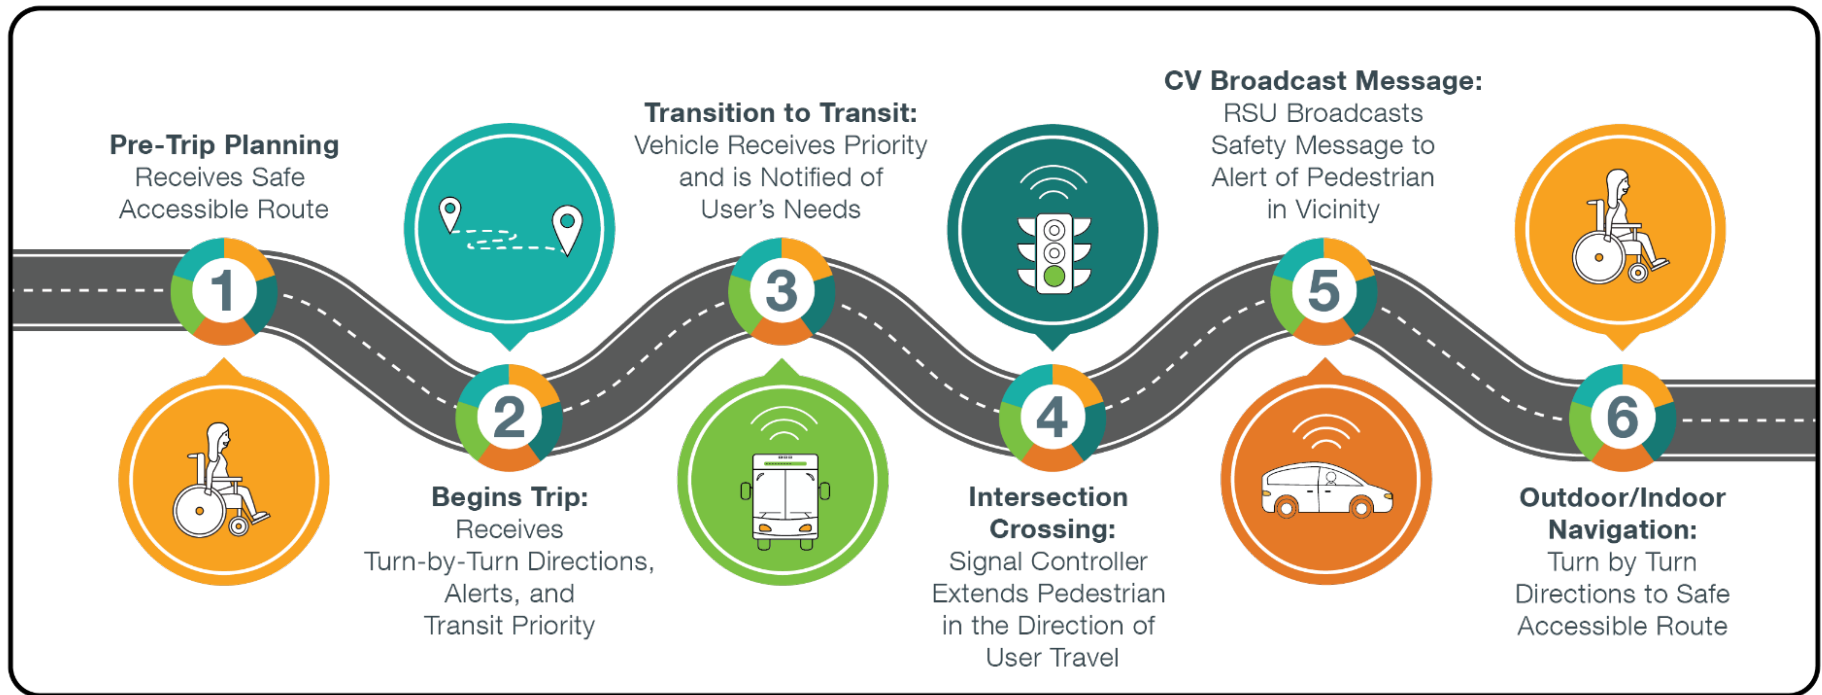 Pre-Trip Planning
Receives Safe
Accessible Route
1
2
Begins Trip:
Receives
Turn-by-Turn Directions,
Alerts, and
Transit Priority
Transition to Transit:
Vehicle Receives Priority
and is Notified of
User's Needs
3
4
Intersection
Crossing:
Signal Controller
Extends Pedestrian
in the Direction of
User Travel
CV Broadcast Message:
RSU Broadcasts
Safety Message to
Alert of Pedestrian
in Vicinity
5
6
Outdoor/Indoor
Navigation:
Turn by Turn
Directions to Safe
Accessible Route